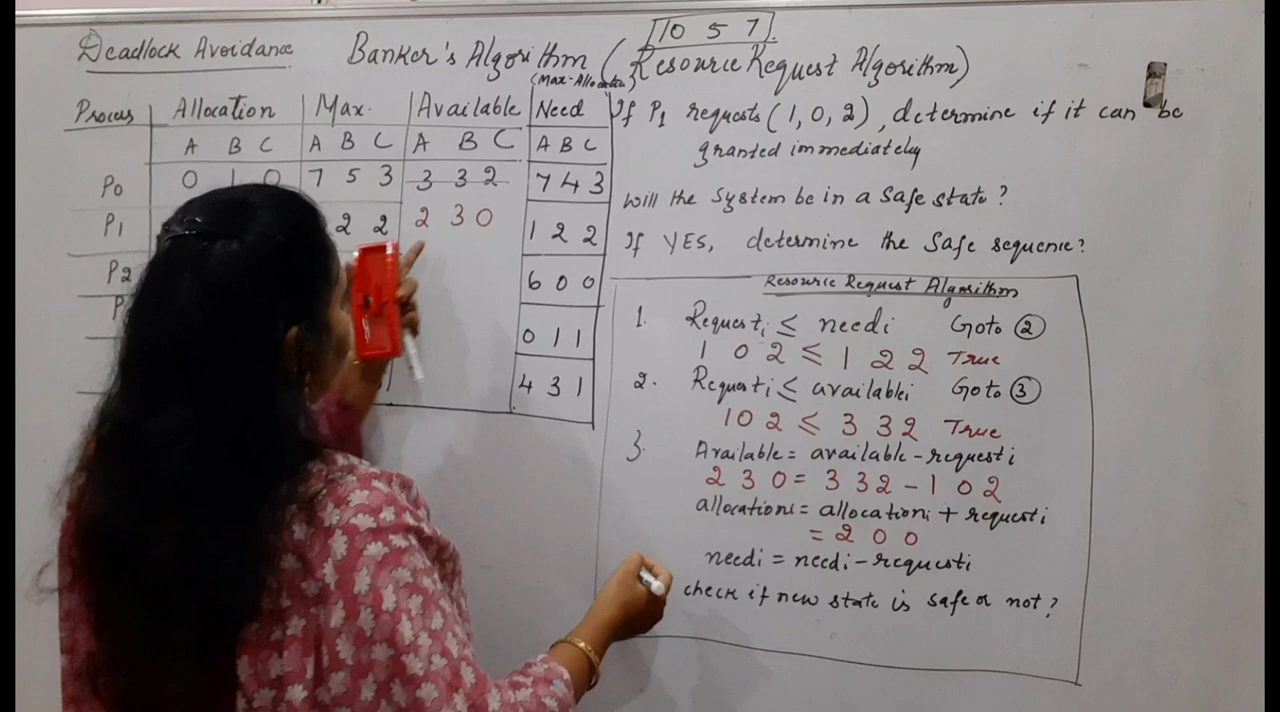 10 5 7
Deadlock Avoidance Banker's Algorithm (Resource Request Algorithm)
(Max-Allocation)
Process Allocation Max. Available Need
A B C A B C A B C A B C
P0 0 1 0 7 5 3 3 3 2 7 4 3
P1 2 2 2 3 0 1 2 2
P2 6 0 0
P
0 1 1
4 3 1
If P1 requests (1, 0, 2), determine if it can be
granted immediately
Will the System be in a Safe state?
If YES, determine the Safe sequence?
Resource Request Algorithm
1. Requesti ≤ needi Goto ②
1 0 2 ≤ 1 2 2 True
2. Requesti ≤ availablei Goto ③
1 0 2 ≤ 3 3 2 True
3. Available = available - requesti
2 3 0 = 3 3 2 - 1 0 2
allocationi = allocationi + requesti
= 2 0 0
needi = needi - requesti
check if new state is safe or not?